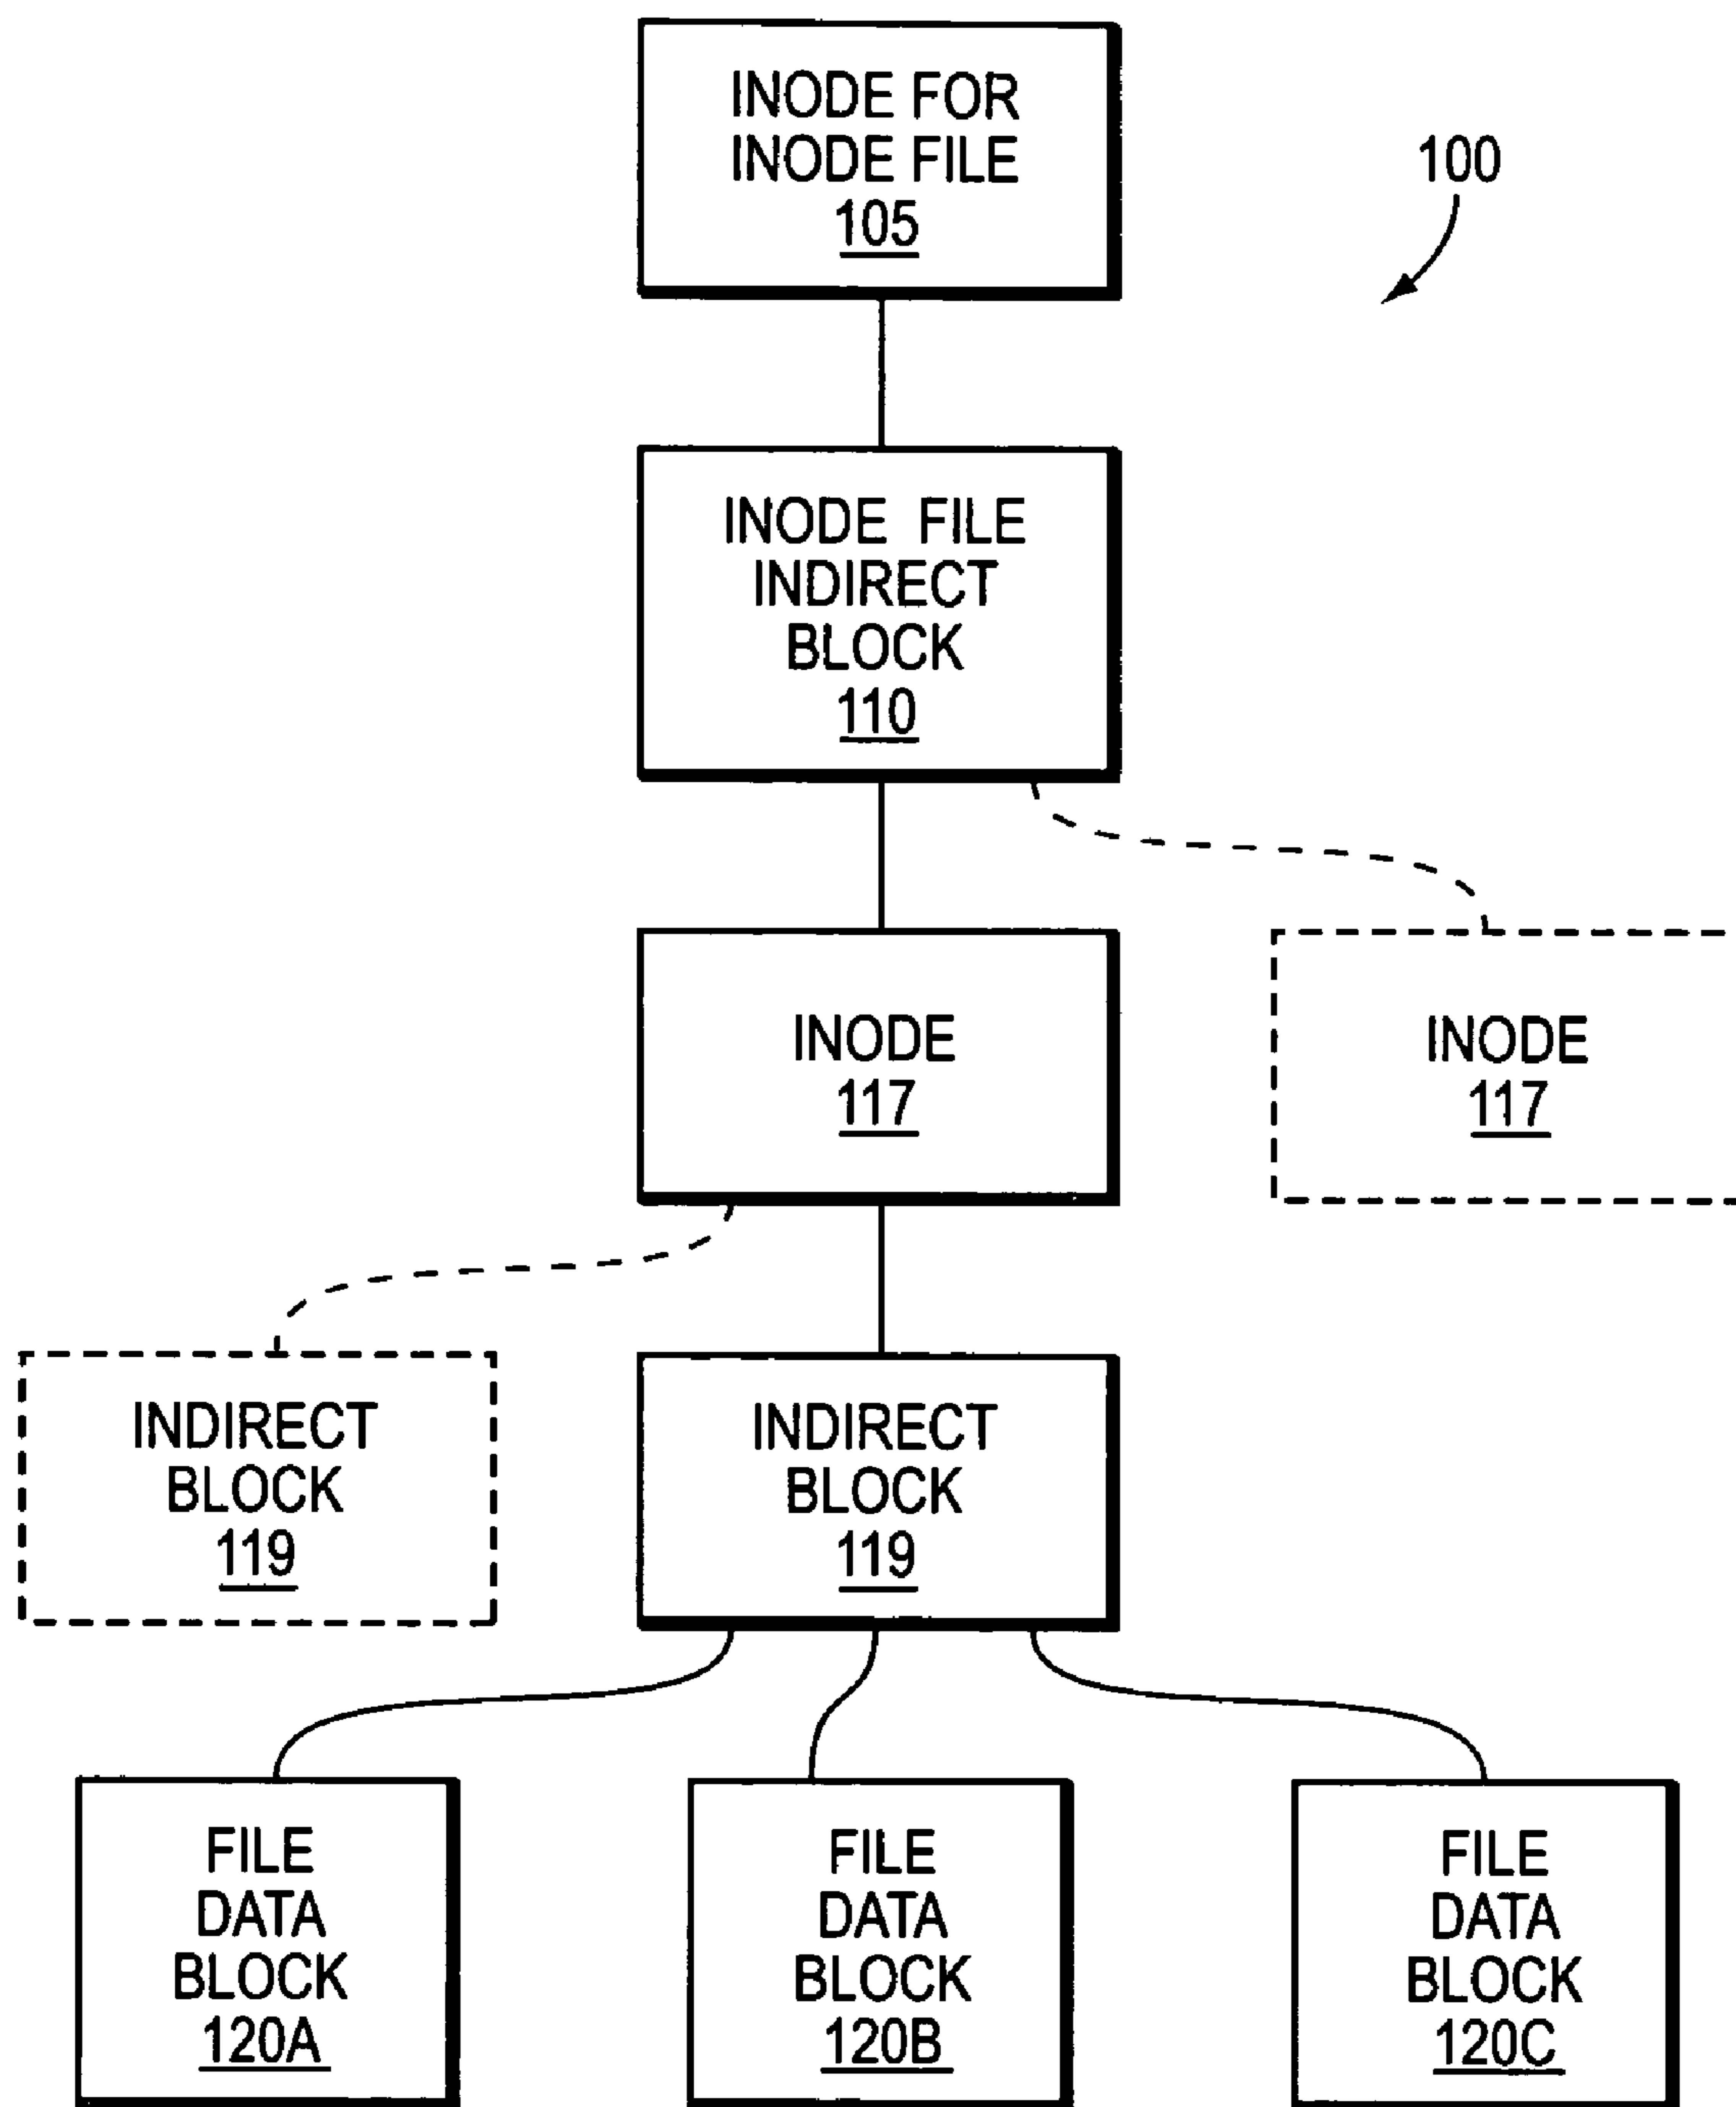 INODE FOR
INODE FILE
105
100
INODE FILE
INDIRECT
BLOCK
110
INODE
117
INODE
117
INDIRECT
BLOCK
119
INDIRECT
BLOCK
119
FILE
DATA
BLOCK
120A
FILE
DATA
BLOCK
120B
FILE
DATA
BLOCK
120C